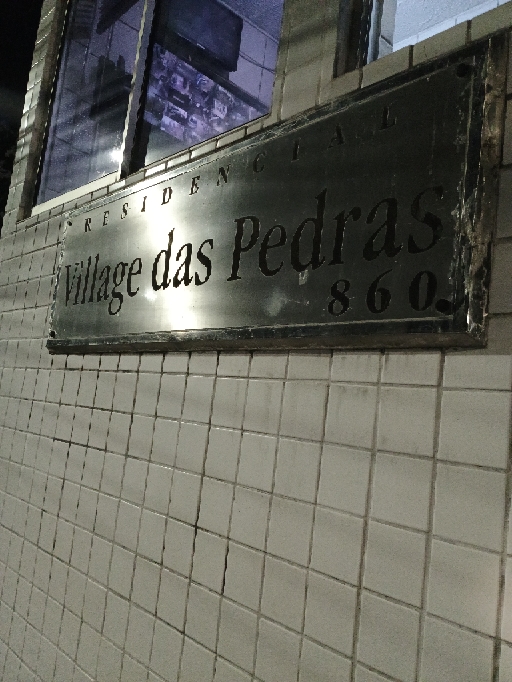 RESIDENCIAL
Village das Pedras
860